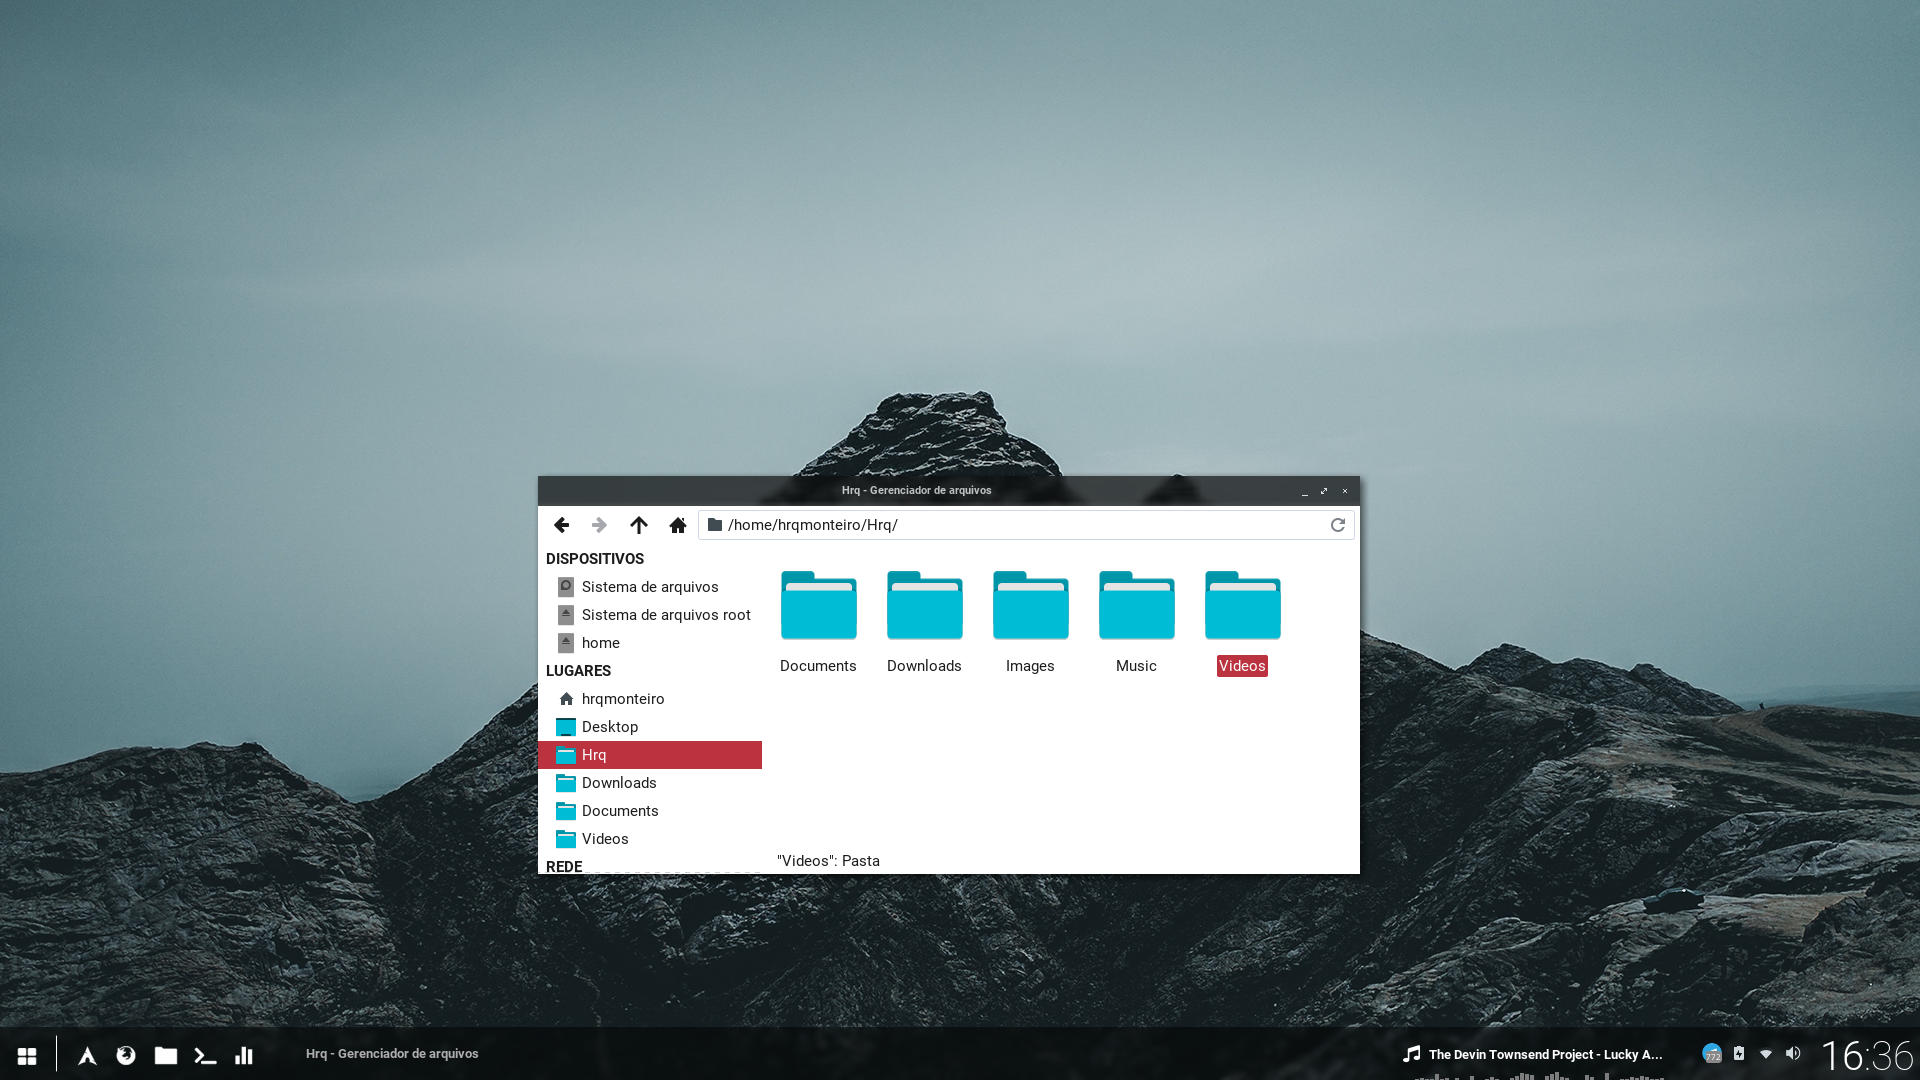 Hrq - Gerenciador de arquivos
/home/hrqmonteiro/Hrq/
DISPOSITIVOS
Sistema de arquivos
Sistema de arquivos root
home
LUGARES
hrqmonteiro
Desktop
Hrq
Downloads
Documents
Videos
REDE
Documents
Downloads
Images
Music
Videos
"Videos": Pasta
Hrq - Gerenciador de arquivos
The Devin Townsend Project - Lucky A...
772
16:36